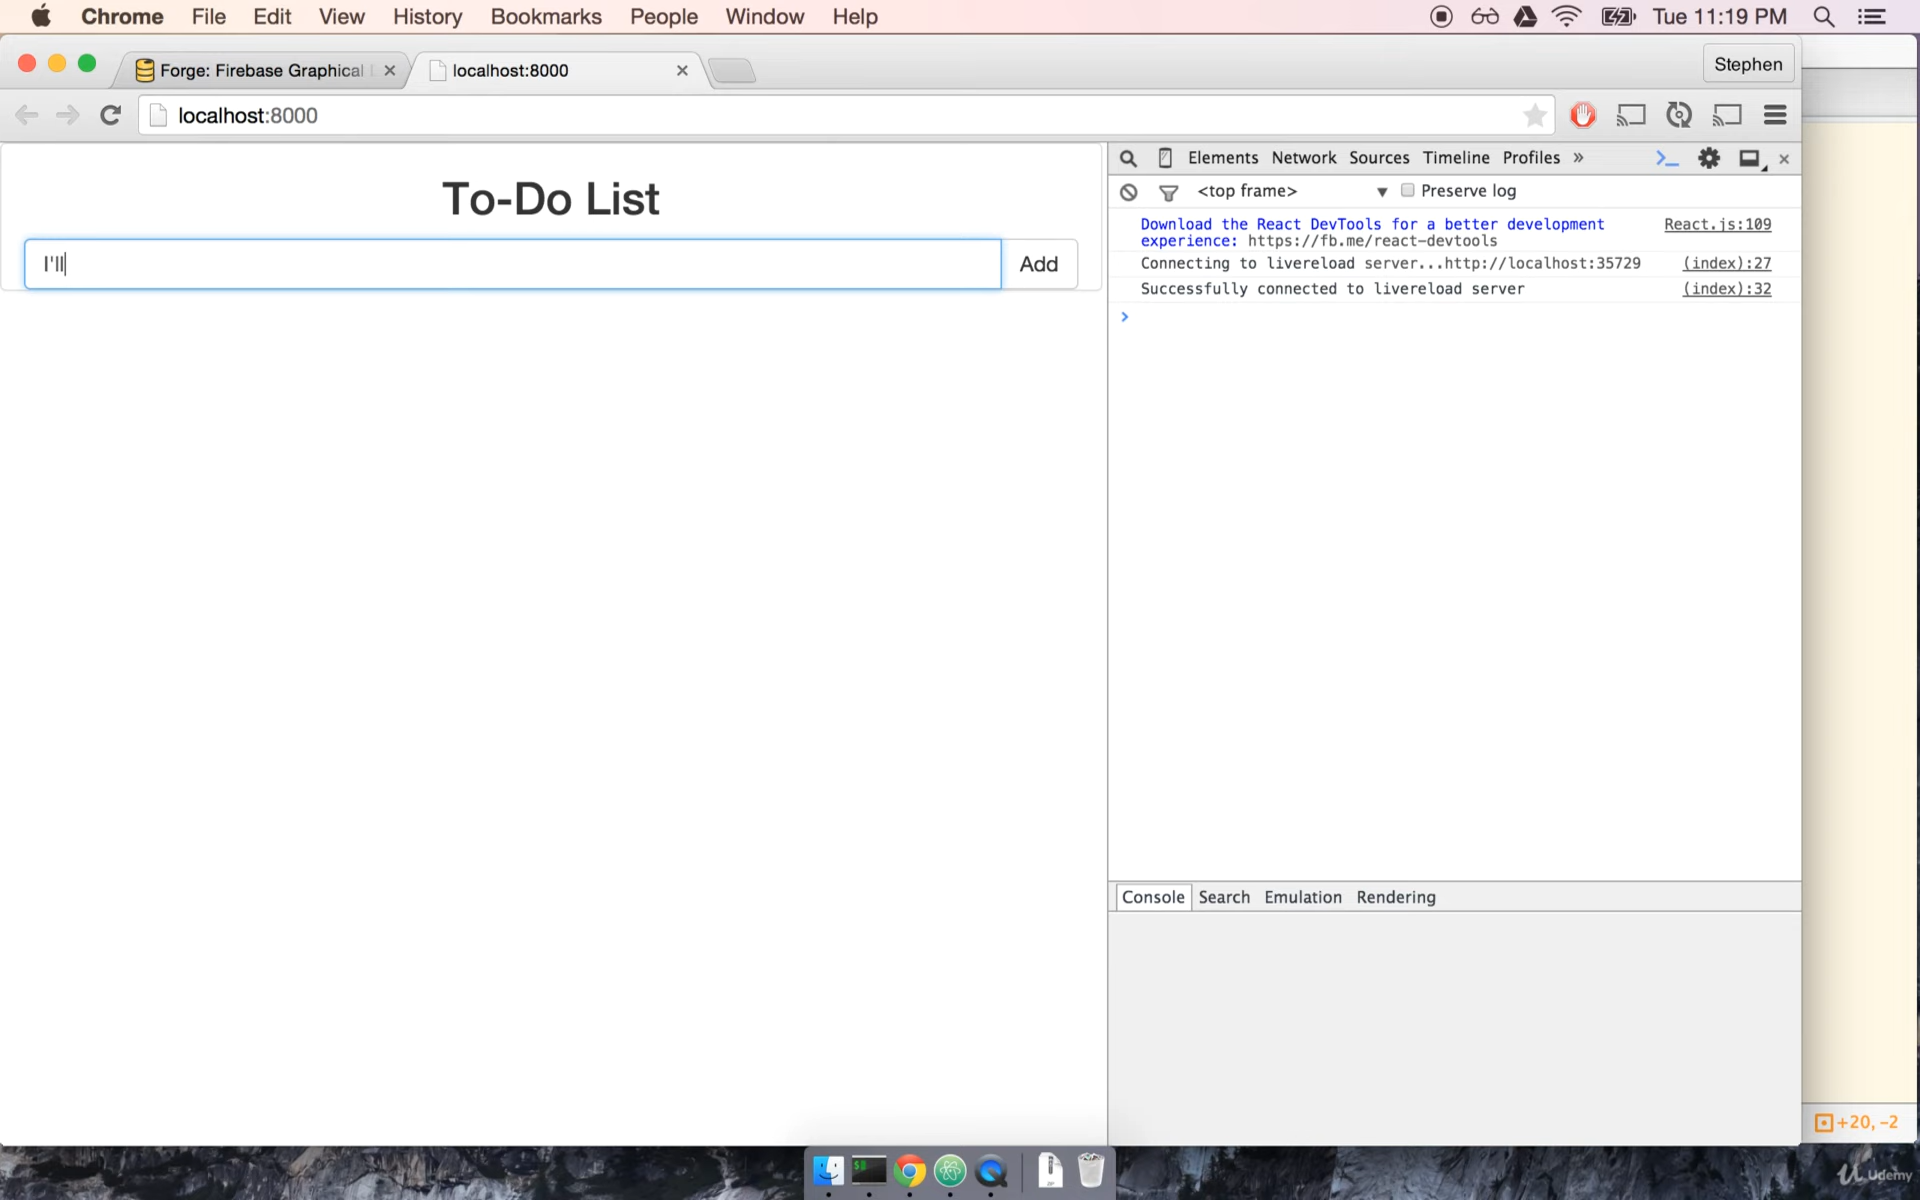 Chrome File Edit View History Bookmarks People Window Help Tue 11:19 PM
Forge: Firebase Graphical localhost:8000 Stephen
localhost:8000
Elements Network Sources Timeline Profiles »
<top frame> Preserve log
To-Do List
I'll Add
Download the React DevTools for a better development React.js:109
experience: https://fb.me/react-devtools
Connecting to livereload server...http://localhost:35729 (index):27
Successfully connected to livereload server (index):32
Console Search Emulation Rendering
+20, -2
Udemy